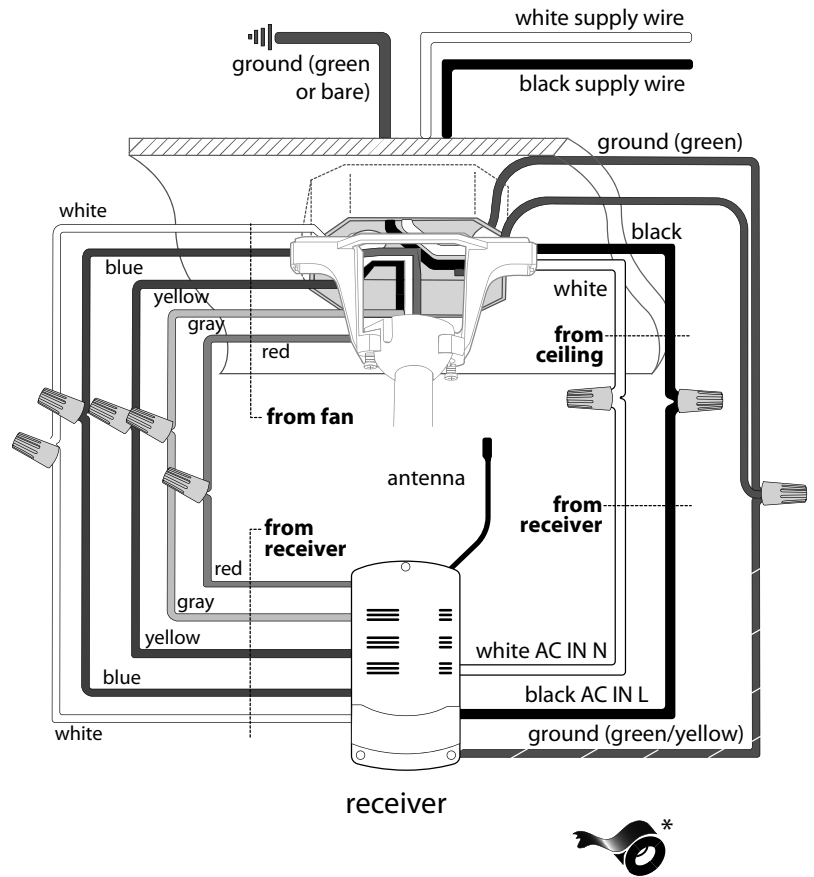 white supply wire
ground (green
or bare)
black supply wire
ground (green)
white
black
blue
white
yellow
gray
red
from
ceiling
from fan
antenna
from
receiver
from
receiver
red
gray
yellow
white AC IN N
blue
black AC IN L
white
ground (green/yellow)
receiver
*